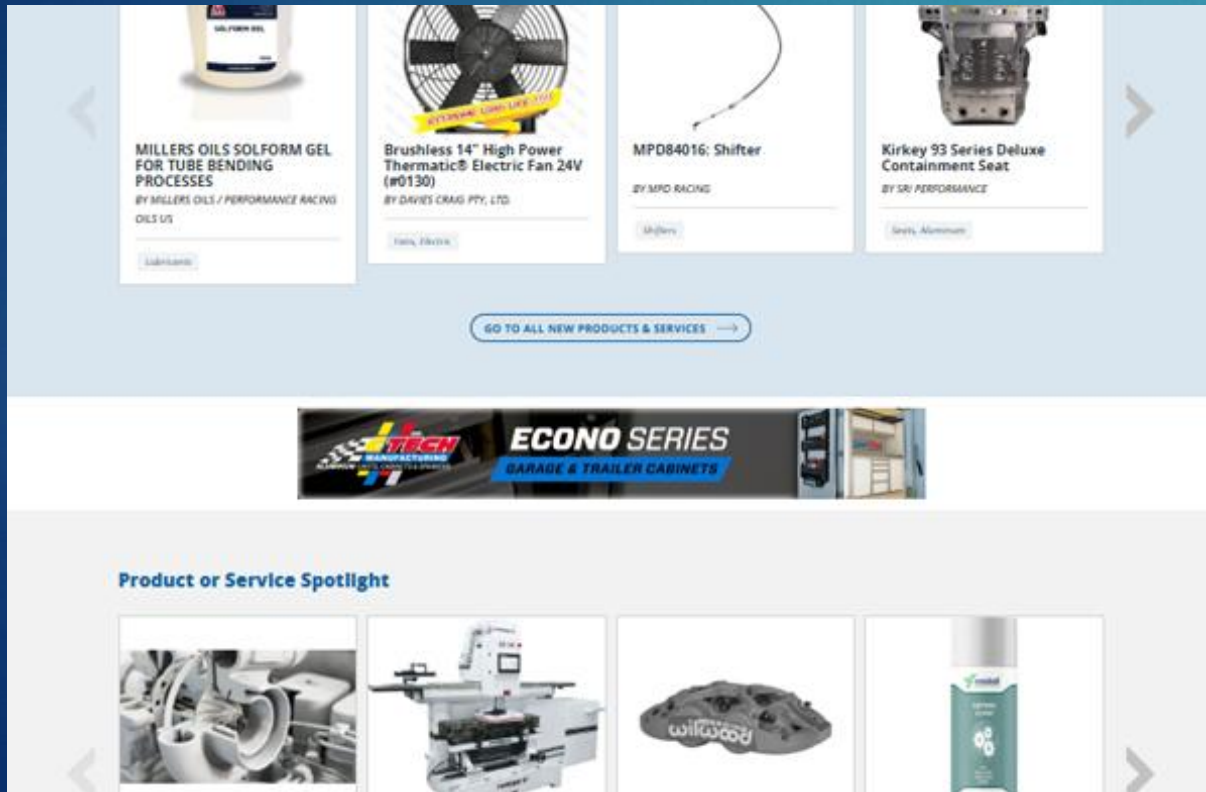 SOLFORM GEL
EXTREME LONG LIFE
MILLERS OILS SOLFORM GEL
FOR TUBE BENDING
PROCESSES
BY MILLERS OILS / PERFORMANCE RACING
OILS US
Lubricants
Brushless 14" High Power
Thermatic® Electric Fan 24V
(#0130)
BY DAVIES CRAIG PTY, LTD.
Fans, Electric
MPD84016: Shifter
BY MPD RACING
Shifters
Kirkey 93 Series Deluxe
Containment Seat
BY SRI PERFORMANCE
Seats, Aluminum
GO TO ALL NEW PRODUCTS & SERVICES
TECH
MANUFACTURING
ECONO SERIES
GARAGE & TRAILER CABINETS
Product or Service Spotlight
wilwood